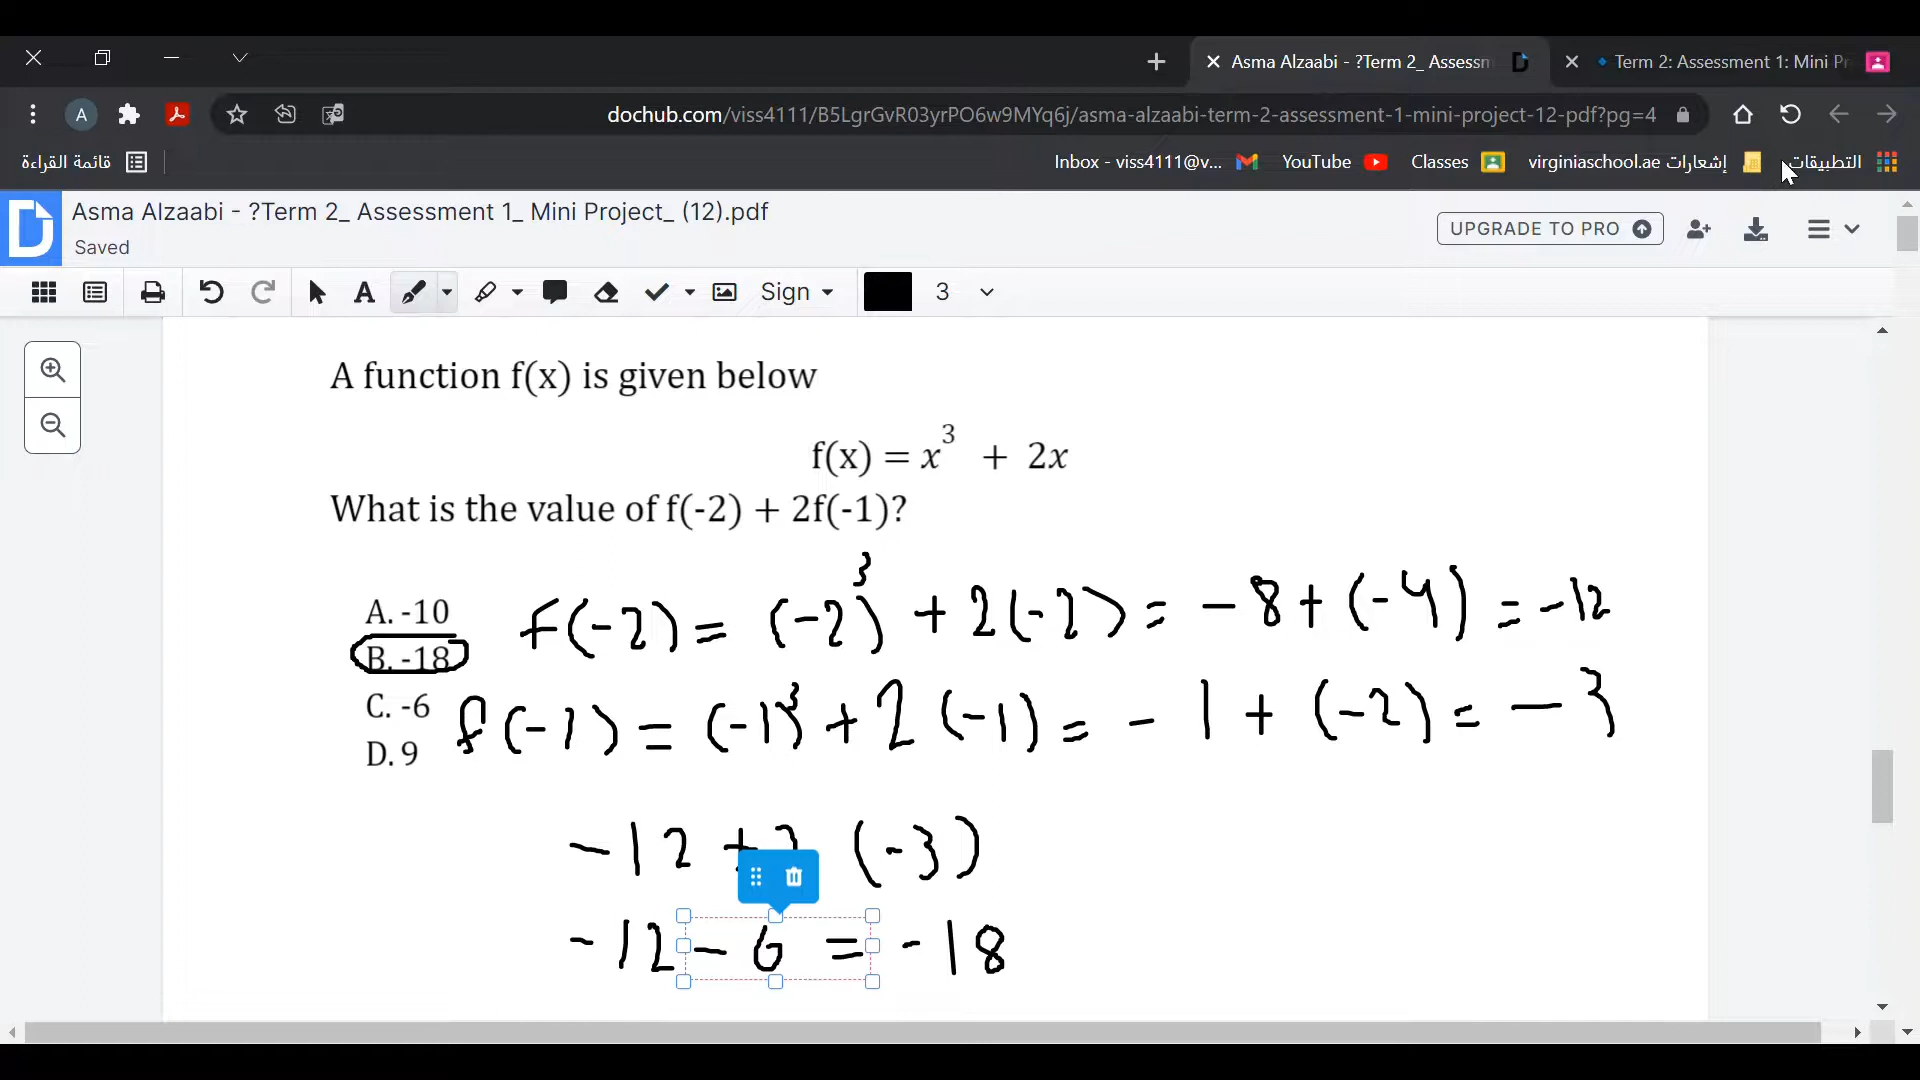 Asma Alzaabi - ?Term 2_ Assessm
Term 2: Assessment 1: Mini Pr
A
dochub.com/viss4111/B5LgrGvR03yrPO6w9MYq6j/asma-alzaabi-term-2-assessment-1-mini-project-12-pdf?pg=4
قائمة القراءة
Inbox - viss4111@v...
YouTube
Classes
إشعارات virginiaschool.ae
التطبيقات
Asma Alzaabi - ?Term 2_ Assessment 1_ Mini Project_ (12).pdf
Saved
UPGRADE TO PRO
A
Sign
3
A function f(x) is given below
f(x) = x³ + 2x
What is the value of f(-2) + 2f(-1)?
A. -10
f(-2) = (-2)³ + 2(-2) = -8 + (-4) = -12
B. -18
C. -6
f(-1) = (-1)³ + 2(-1) = -1 + (-2) = -3
D. 9
-12 + 2 (-3)
-12 - 6 = -18